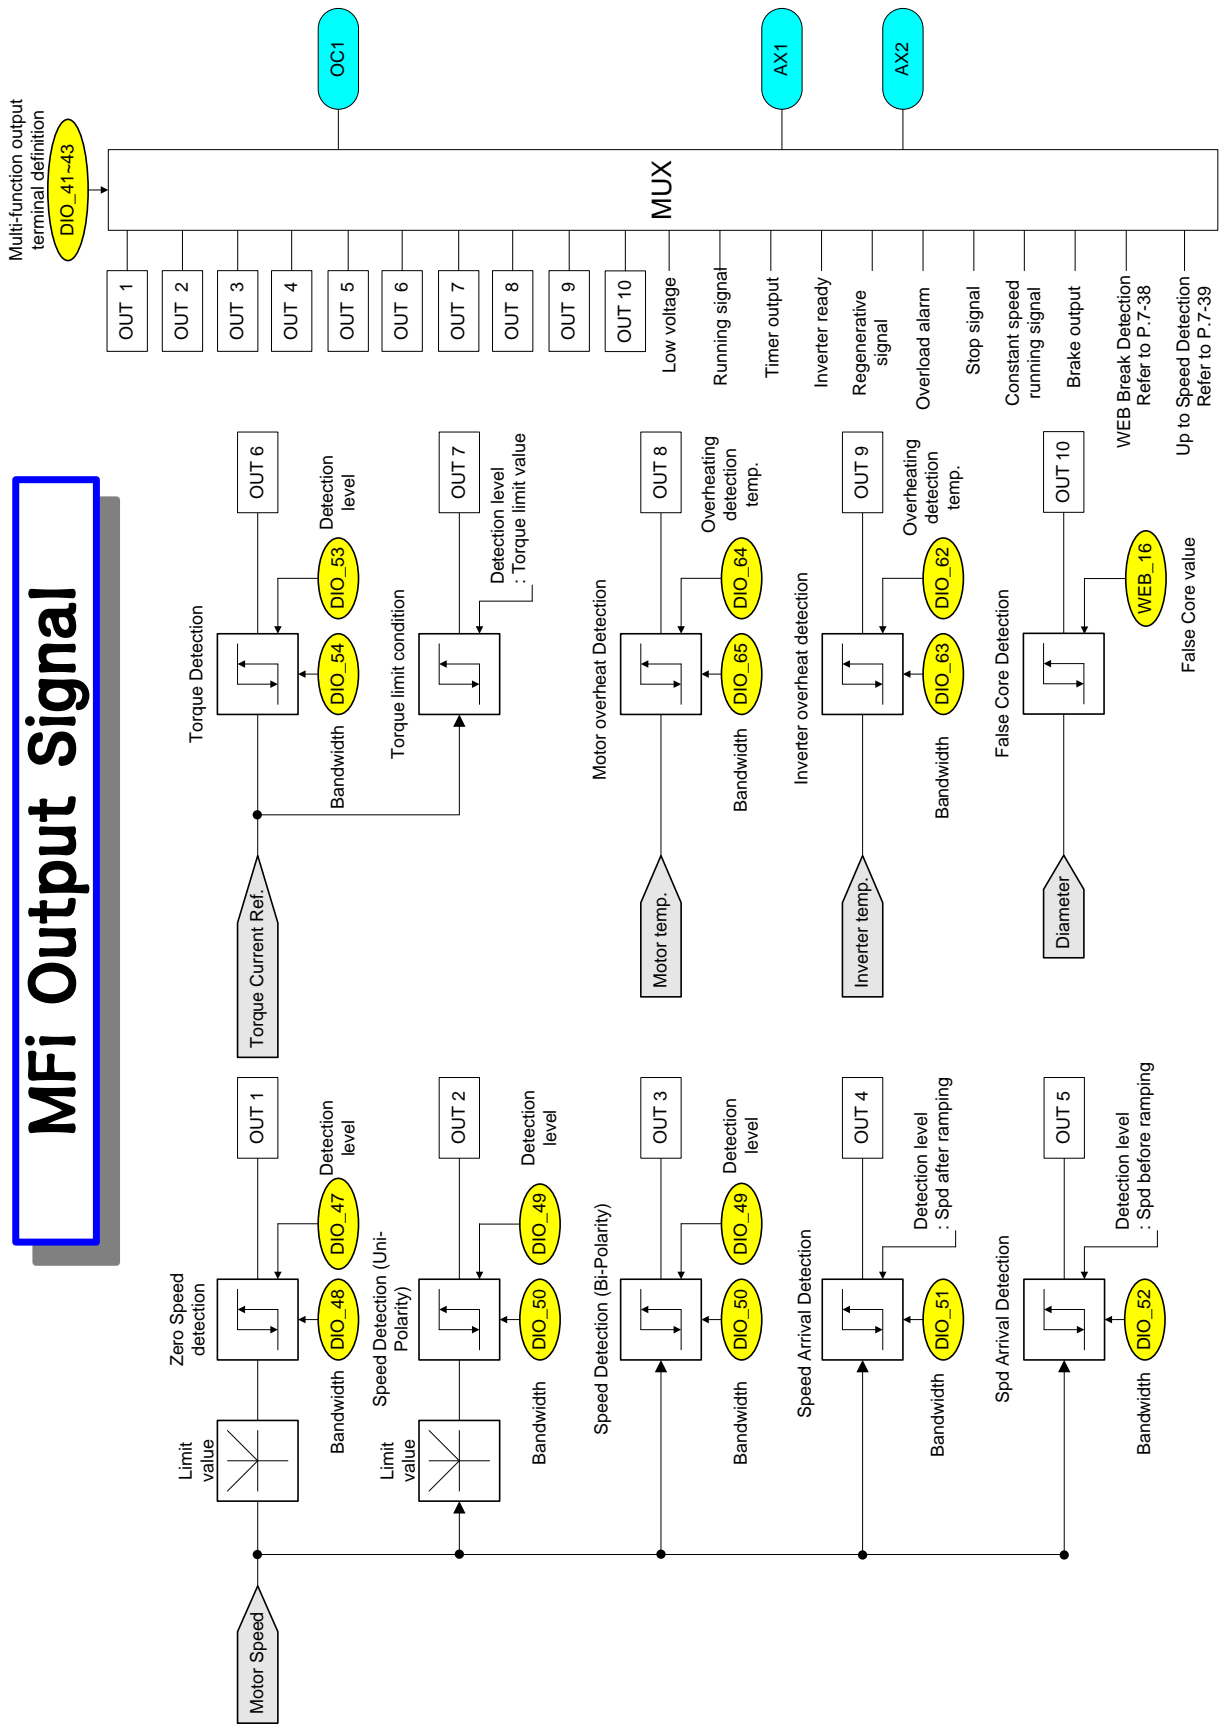 MFi Output Signal
Motor Speed
Limit
value
Zero Speed
detection
Bandwidth
DIO_48
DIO_47
Detection
level
OUT 1
Limit
value
Speed Detection (Uni-
Polarity)
Bandwidth
DIO_50
DIO_49
Detection
level
OUT 2
Speed Detection (Bi-Polarity)
Bandwidth
DIO_50
DIO_49
Detection
level
OUT 3
Speed Arrival Detection
Bandwidth
DIO_51
Detection level
: Spd after ramping
OUT 4
Spd Arrival Detection
Bandwidth
DIO_52
Detection level
: Spd before ramping
OUT 5
Torque Current Ref.
Torque Detection
Bandwidth
DIO_54
DIO_53
Detection
level
OUT 6
Torque limit condition
Detection level
: Torque limit value
OUT 7
Motor temp.
Motor overheat Detection
Bandwidth
DIO_65
DIO_64
Overheating
detection
temp.
OUT 8
Inverter temp.
Inverter overheat detection
Bandwidth
DIO_63
DIO_62
Overheating
detection
temp.
OUT 9
Diameter
False Core Detection
WEB_16
False Core value
OUT 10
Multi-function output
terminal definition
DIO_41~43
OUT 1
OUT 2
OUT 3
OUT 4
OUT 5
OUT 6
OUT 7
OUT 8
OUT 9
OUT 10
Low voltage
Running signal
Timer output
Inverter ready
Regenerative
signal
Overload alarm
Stop signal
Constant speed
running signal
Brake output
WEB Break Detection
Refer to P.7-38
Up to Speed Detection
Refer to P.7-39
MUX
OC1
AX1
AX2